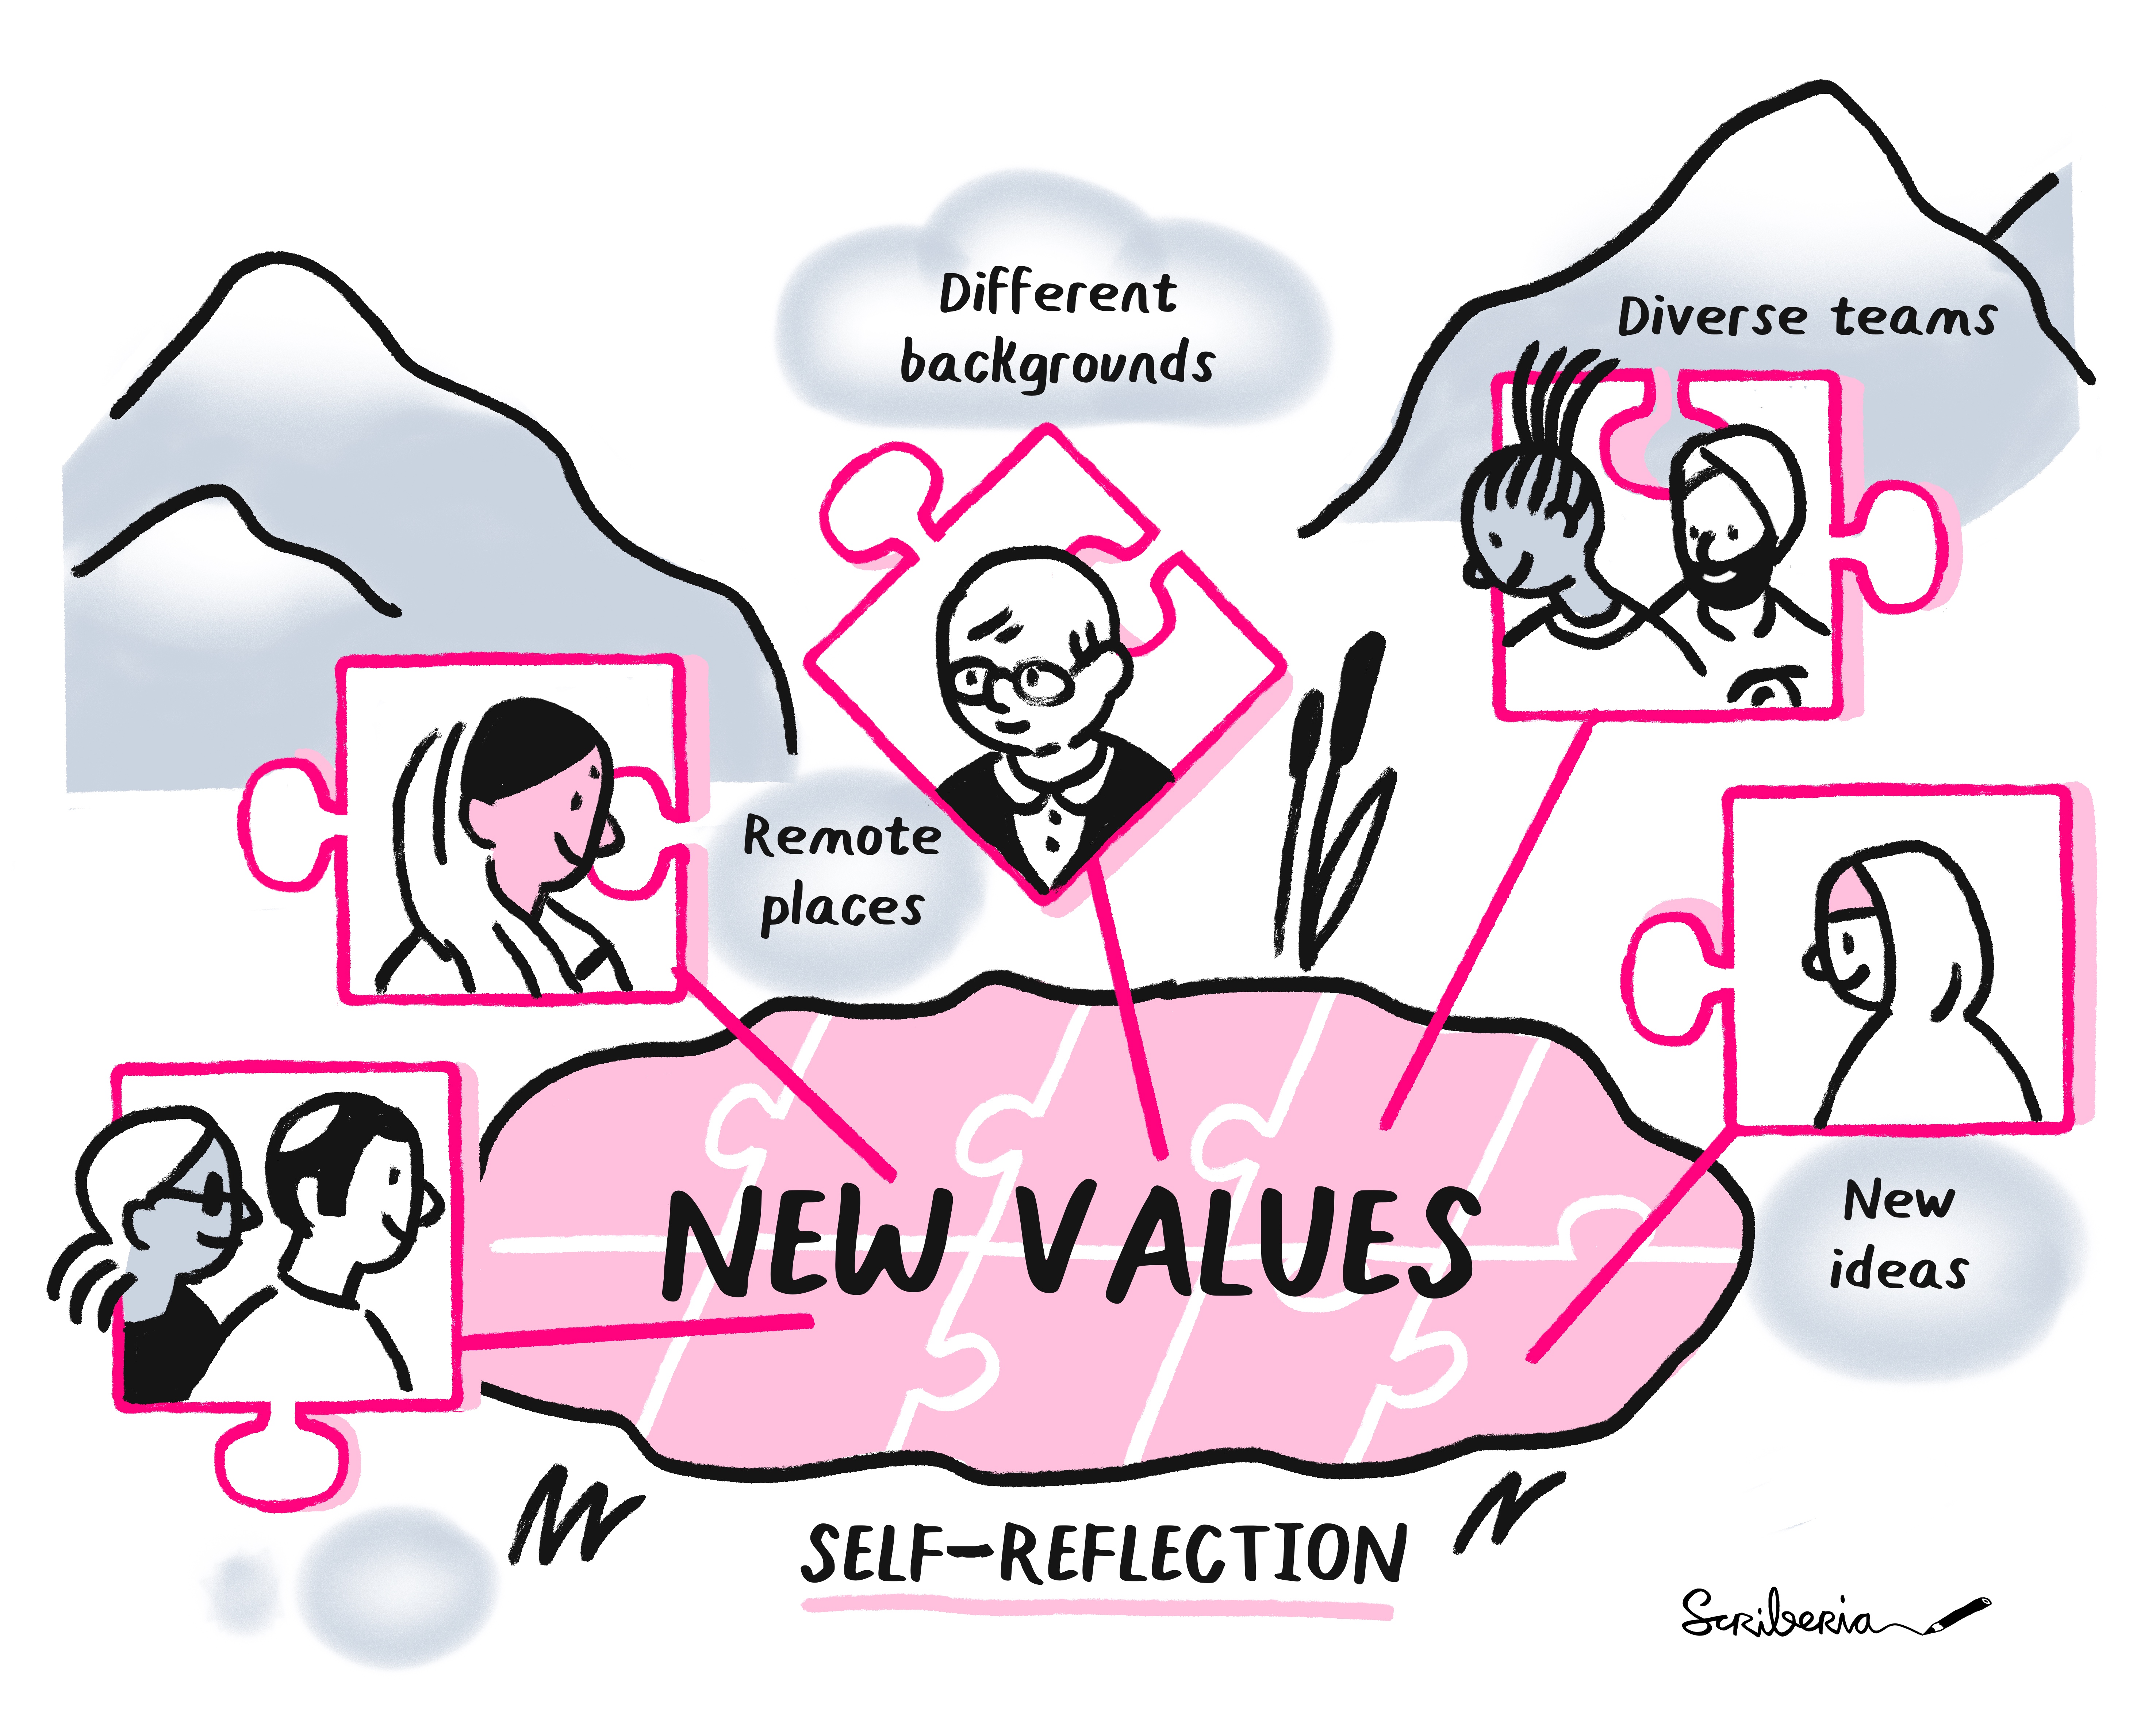 Different
backgrounds
Diverse teams
Remote
places
NEW VALUES
New
ideas
SELF-REFLECTION
Scriberia